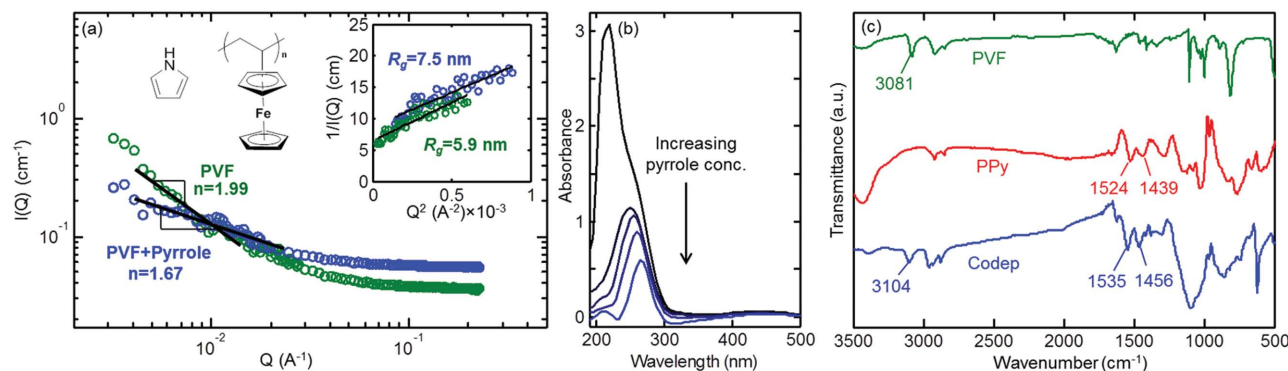 (a)
H
N
n
Fe
R_g=7.5 nm
R_g=5.9 nm
1/I(Q) (cm)
25
20
15
10
5
0
0
0.5
1
Q² (A⁻²)×10⁻³
PVF
n=1.99
PVF+Pyrrole
n=1.67
I(Q) (cm⁻¹)
10⁰
10⁻¹
10⁻²
10⁻¹
Q (A⁻¹)
(b)
Increasing
pyrrole conc.
Absorbance
3
2
1
0
200
300
400
500
Wavelength (nm)
(c)
PVF
3081
PPy
1524
1439
Codep
3104
1535
1456
Transmittance (a.u.)
3500
3000
2500
2000
1500
1000
500
Wavenumber (cm⁻¹)